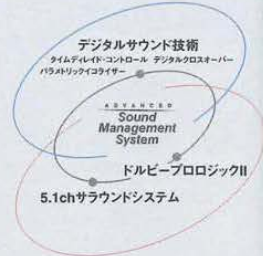 デジタルサウンド技術
タイムディレイド・コントロール デジタルクロスオーバー
パラメトリックイコライザー
ADVANCED
Sound
Management
System
ドルビープロロジックII
5.1chサラウンドシステム